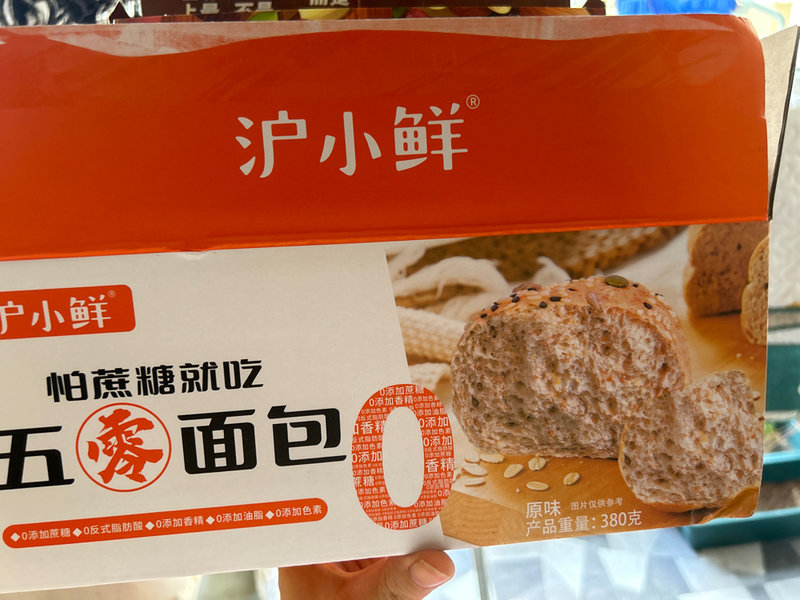 沪小鲜®
沪小鲜®
怕蔗糖就吃
五零面包
◆0添加蔗糖◆0反式脂肪酸◆0添加香精◆0添加油脂◆0添加色素
原味 图片仅供参考
产品重量：380克